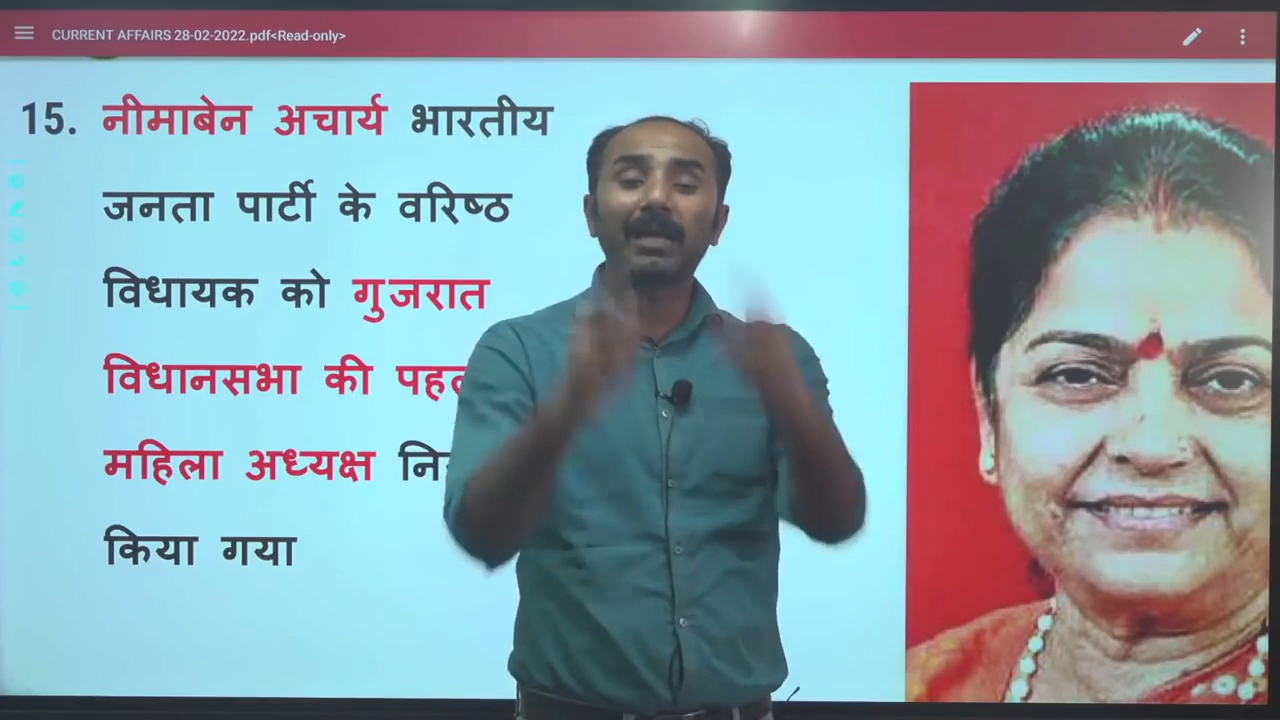 CURRENT AFFAIRS 28-02-2022.pdf<Read-only>
15. नीमाबेन अचार्य भारतीय
जनता पार्टी के वरिष्ठ
विधायक को गुजरात
विधानसभा की
महिला अध्यक्ष
किया गया